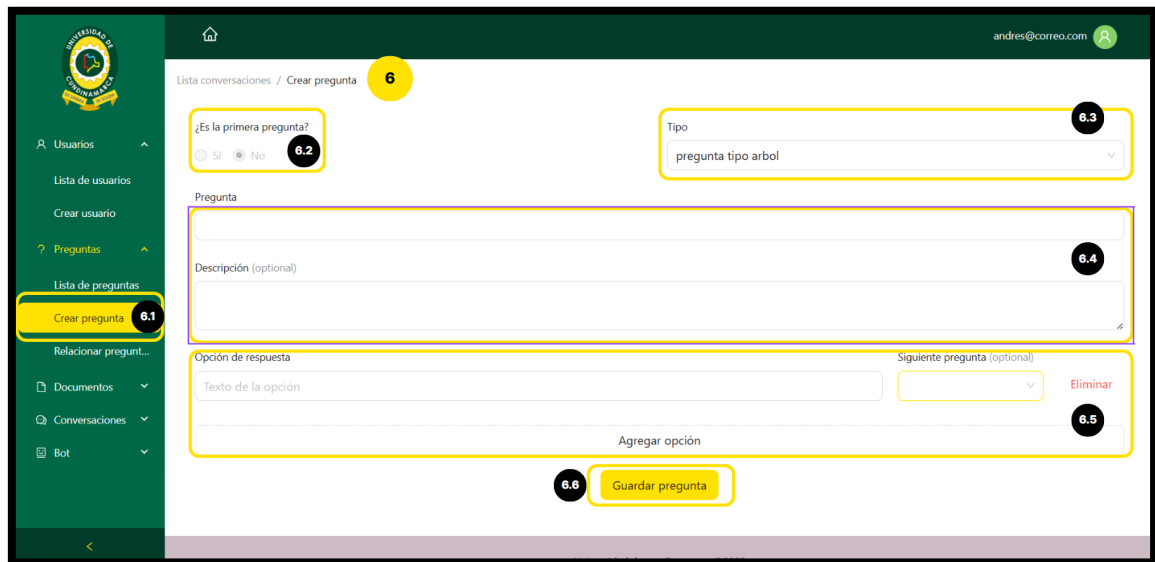 UNIVERSIDAD DE
CUNDINAMARCA
andres@correo.com
Lista conversaciones / Crear pregunta
6
Usuarios
Lista de usuarios
Crear usuario
? Preguntas
Lista de preguntas
Crear pregunta
6.1
Relacionar pregunt...
Documentos
Conversaciones
Bot
<
¿Es la primera pregunta?
Sí No
6.2
Tipo
6.3
pregunta tipo arbol
Pregunta
6.4
Descripción (optional)
Opción de respuesta
Siguiente pregunta (optional)
Texto de la opción
Eliminar
6.5
Agregar opción
6.6
Guardar pregunta